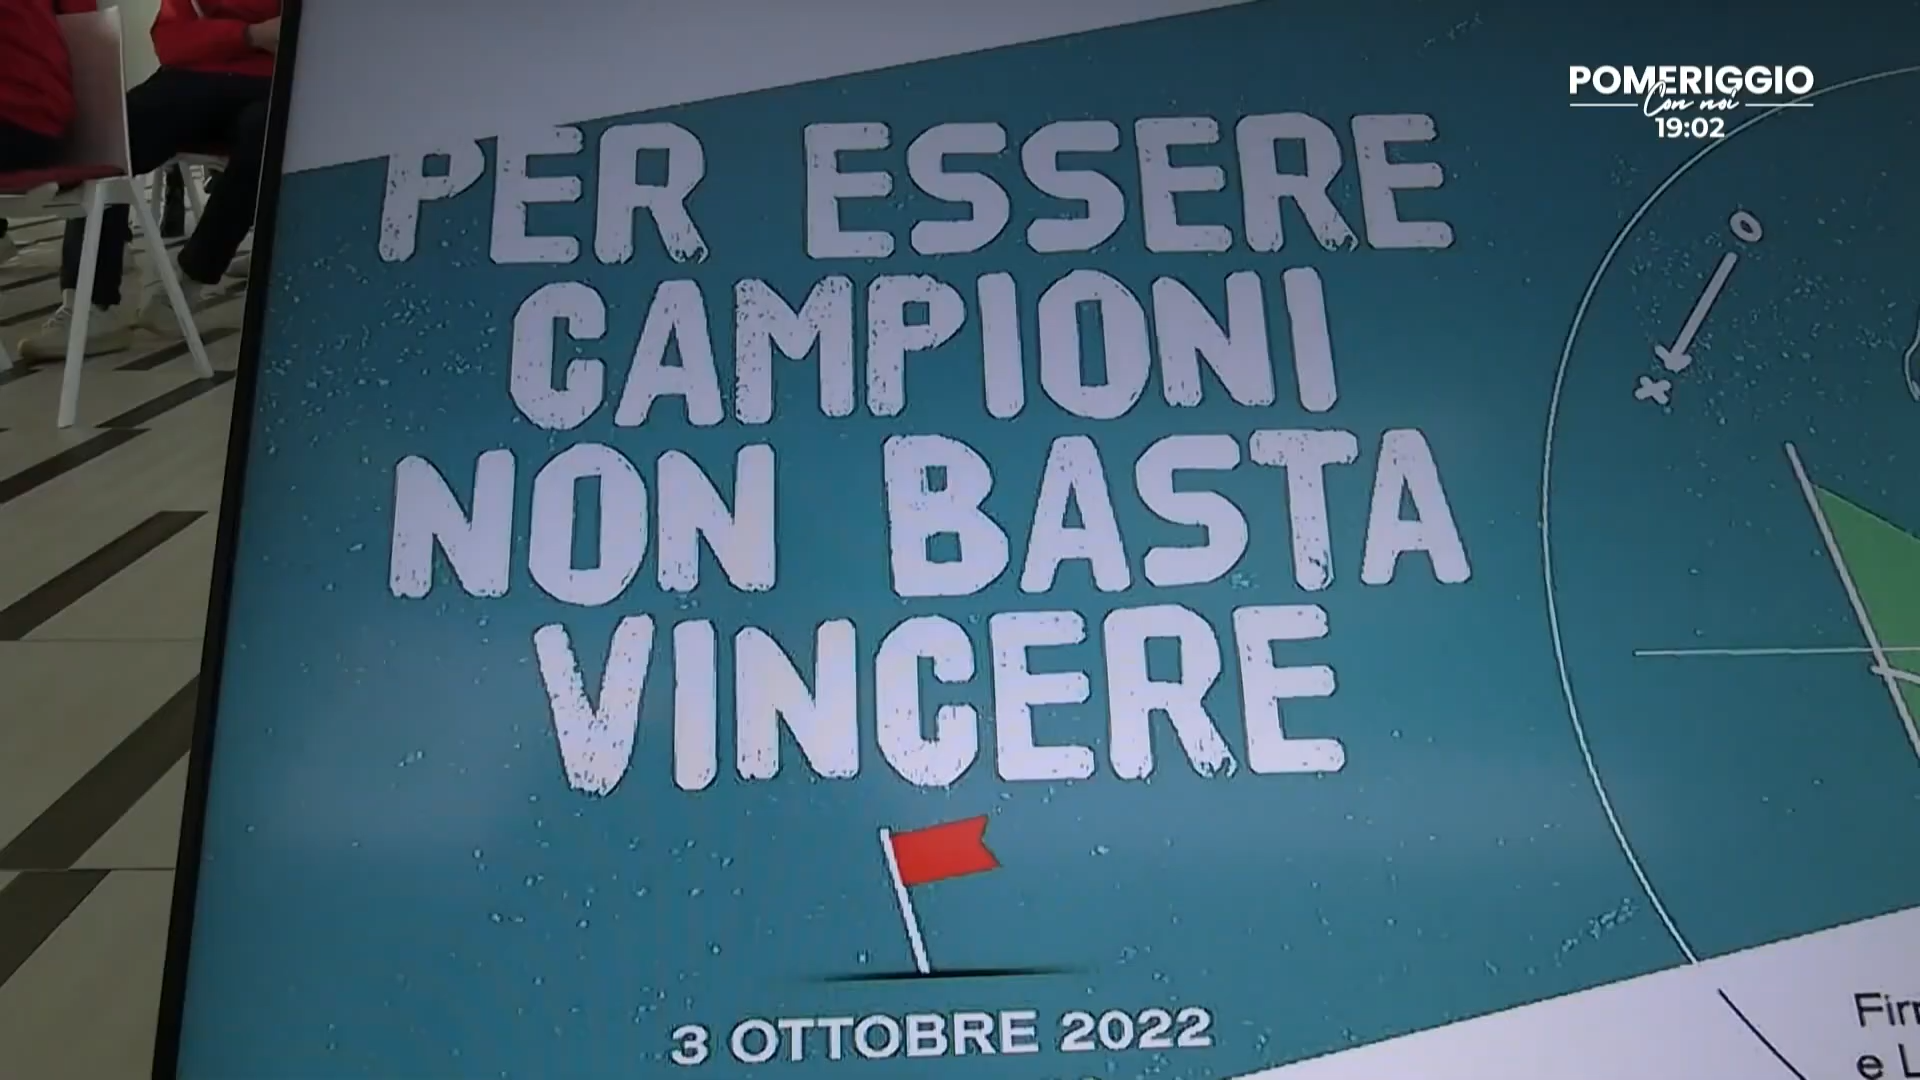 POMERIGGIO
Con noi
19:02
PER ESSERE
CAMPIONI
NON BASTA
VINCERE
3 OTTOBRE 2022
e